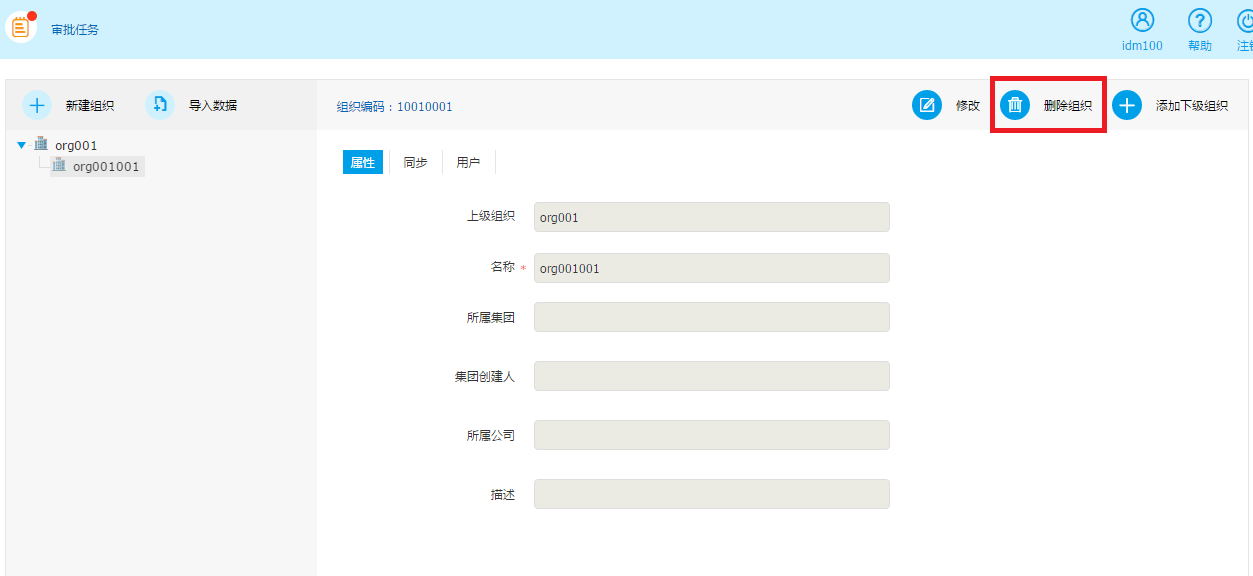 审批任务
idm100
帮助
新建组织
导入数据
组织编码：10010001
修改
删除组织
添加下级组织
org001
org001001
属性
同步
用户
上级组织
org001
名称 *
org001001
所属集团
集团创建人
所属公司
描述